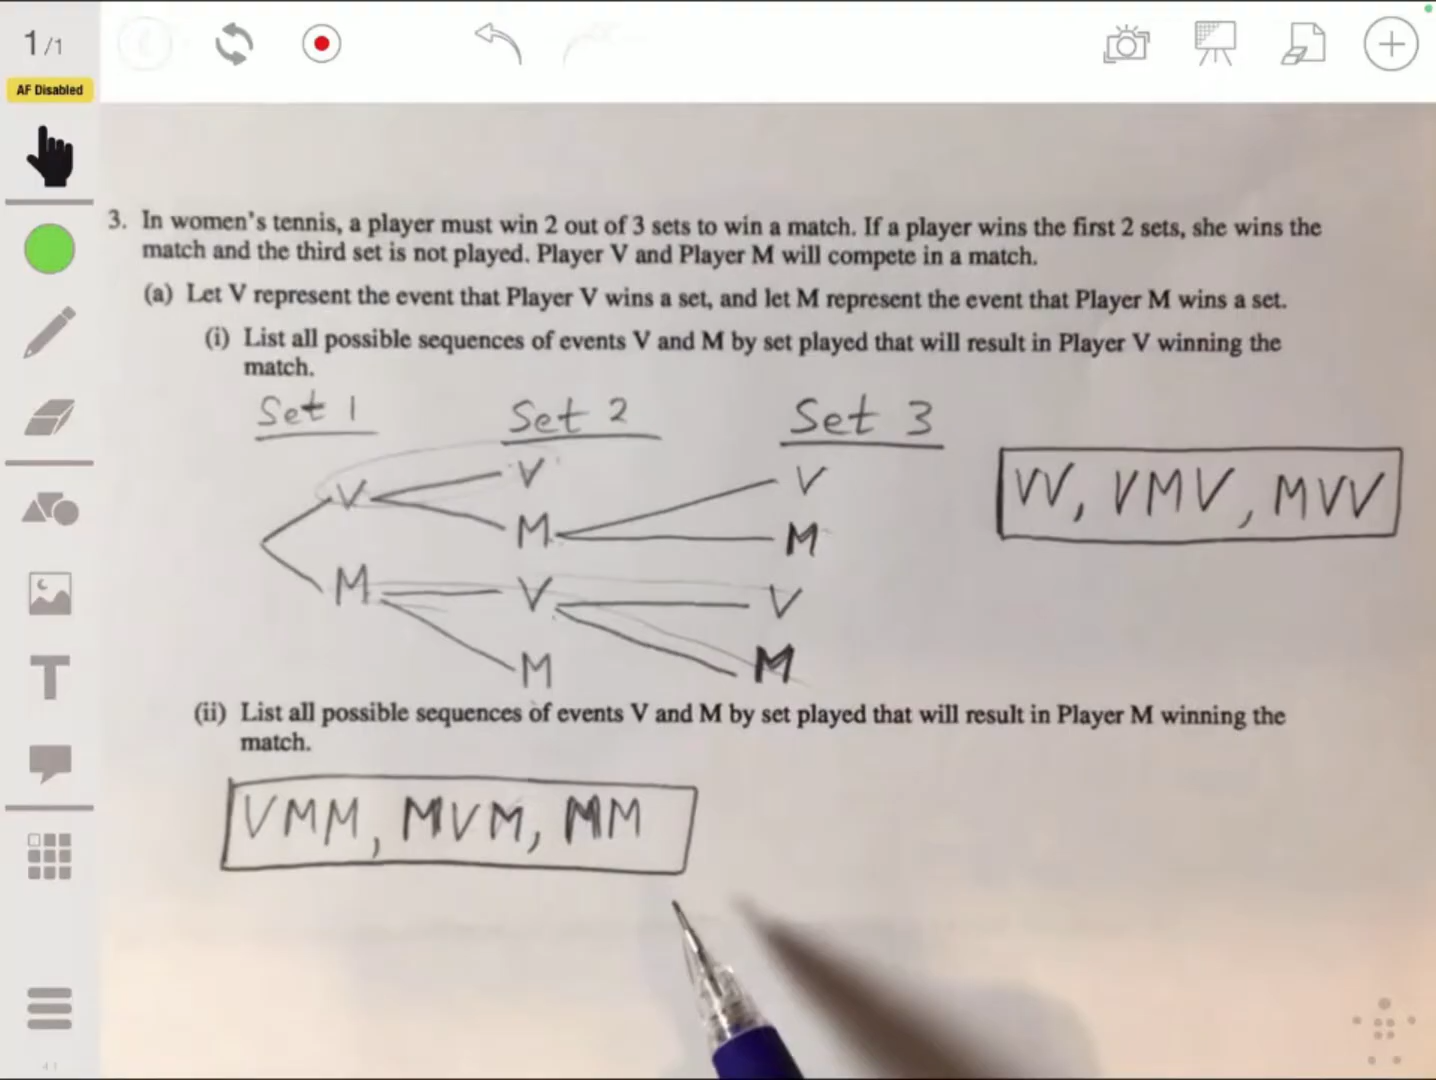 1/1
AF Disabled
3. In women's tennis, a player must win 2 out of 3 sets to win a match. If a player wins the first 2 sets, she wins the
match and the third set is not played. Player V and Player M will compete in a match.
(a) Let V represent the event that Player V wins a set, and let M represent the event that Player M wins a set.
(i) List all possible sequences of events V and M by set played that will result in Player V winning the
match.
Set 1 Set 2 Set 3
V V V
M M
VV, VMV, MVV
M V V
M M
(ii) List all possible sequences of events V and M by set played that will result in Player M winning the
match.
VMM, MVM, MM
T